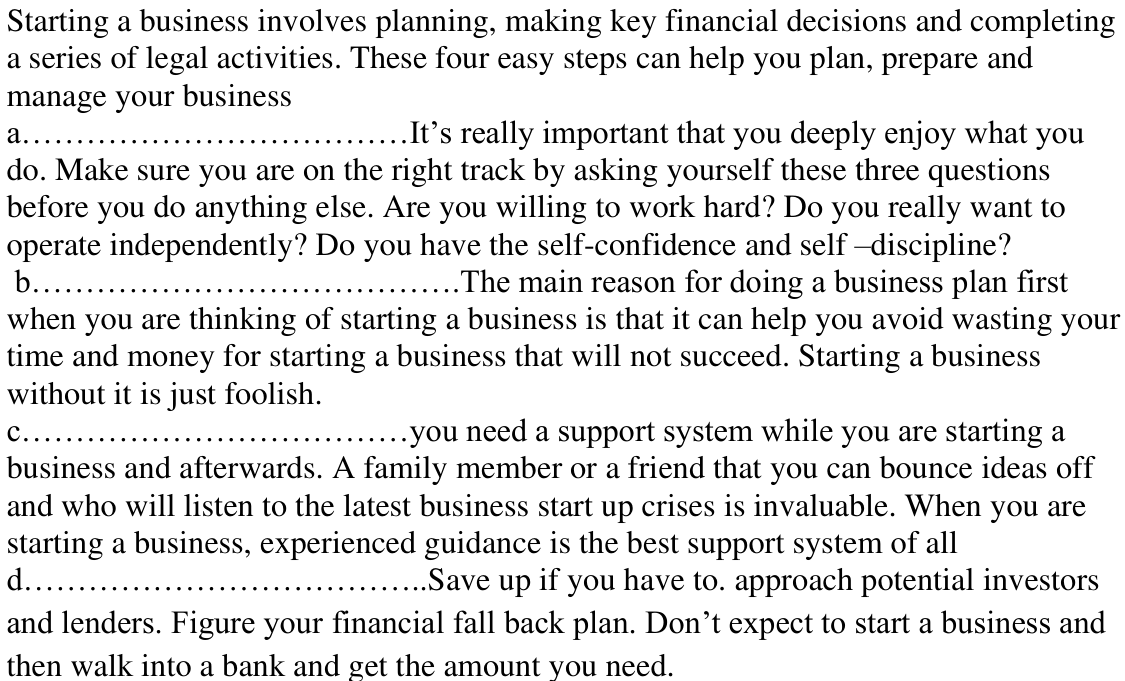 Starting a business involves planning, making key financial decisions and completing
a series of legal activities. These four easy steps can help you plan, prepare and
manage your business
a………………………………It’s really important that you deeply enjoy what you
do. Make sure you are on the right track by asking yourself these three questions
before you do anything else. Are you willing to work hard? Do you really want to
operate independently? Do you have the self-confidence and self –discipline?
b…………………………………The main reason for doing a business plan first
when you are thinking of starting a business is that it can help you avoid wasting your
time and money for starting a business that will not succeed. Starting a business
without it is just foolish.
c………………………………you need a support system while you are starting a
business and afterwards. A family member or a friend that you can bounce ideas off
and who will listen to the latest business start up crises is invaluable. When you are
starting a business, experienced guidance is the best support system of all
d………………………………..Save up if you have to. approach potential investors
and lenders. Figure your financial fall back plan. Don’t expect to start a business and
then walk into a bank and get the amount you need.